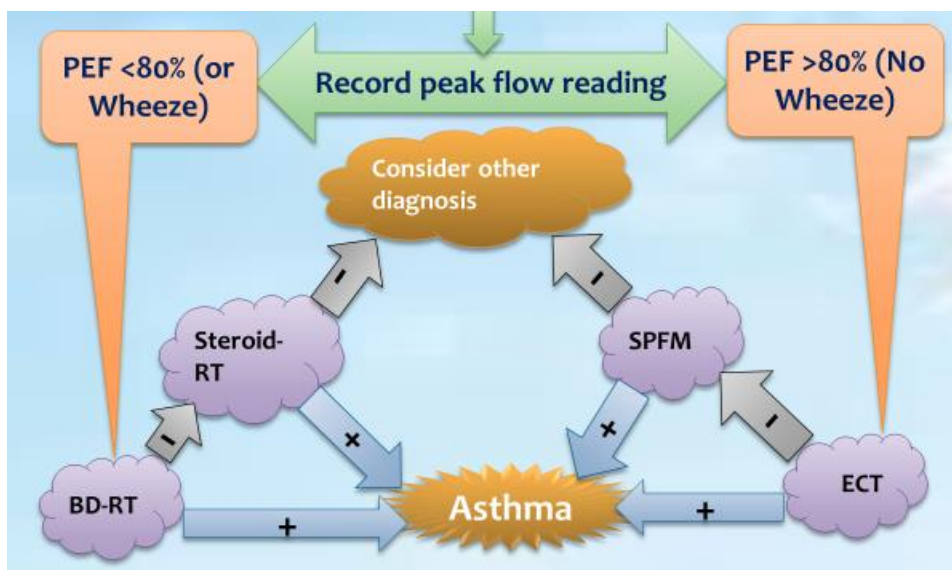 PEF <80% (or
Wheeze)
Record peak flow reading
PEF >80% (No
Wheeze)
Consider other
diagnosis
-
-
Steroid-
RT
SPFM
-
+
+
-
BD-RT
+
Asthma
+
ECT